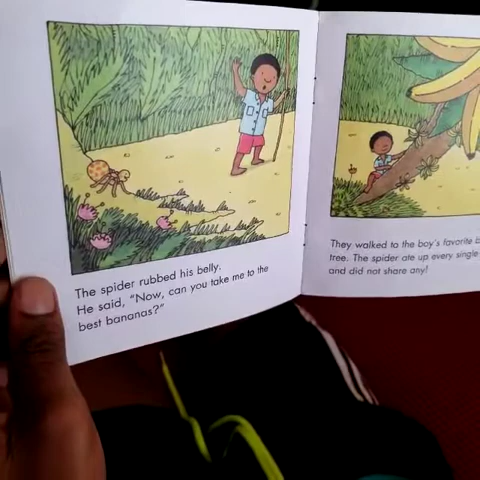 The spider rubbed his belly.
He said, "Now, can you take me to the
best bananas?"
They walked to the boy's favorite
tree. The spider ate up every single
and did not share any!